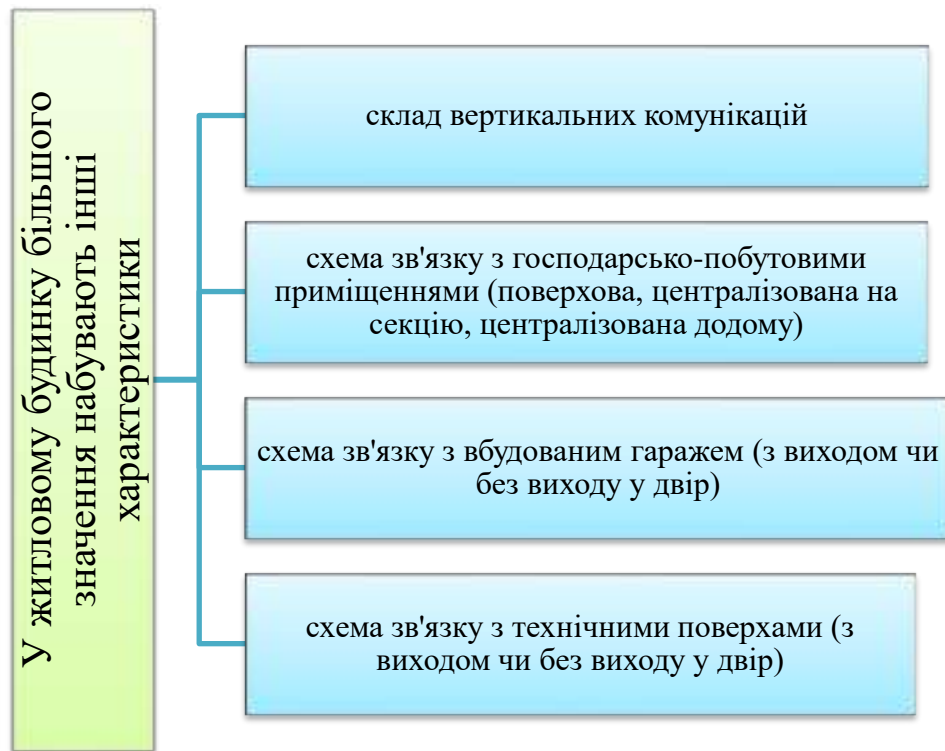 У житловому будинку більшого
значення набувають інші
характеристики
склад вертикальних комунікацій
схема зв'язку з господарсько-побутовими
приміщеннями (поверхова, централізована на
секцію, централізована додому)
схема зв'язку з вбудованим гаражем (з виходом чи
без виходу у двір)
схема зв'язку з технічними поверхами (з
виходом чи без виходу у двір)